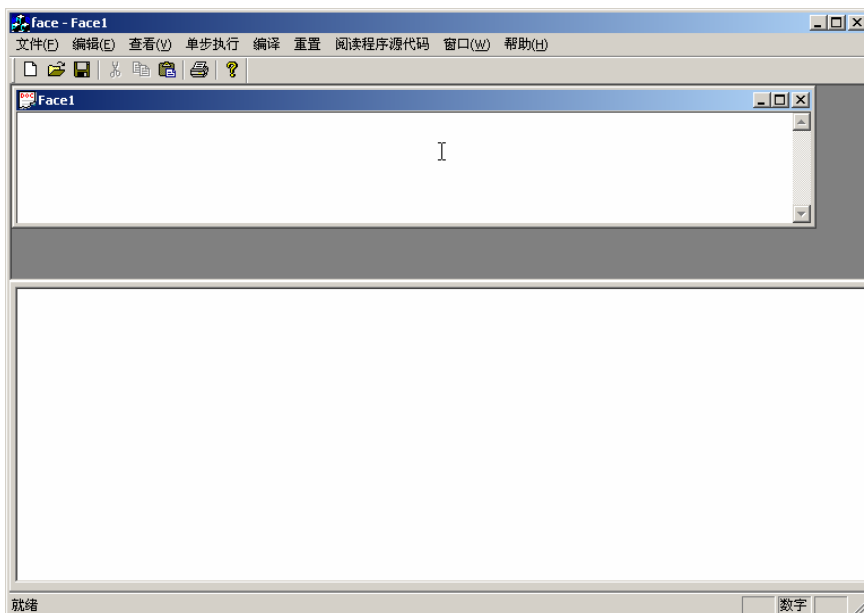 face - Face1
文件(F) 编辑(E) 查看(V) 单步执行 编译 重置 阅读程序源代码 窗口(W) 帮助(H)
Face1
就绪 数字